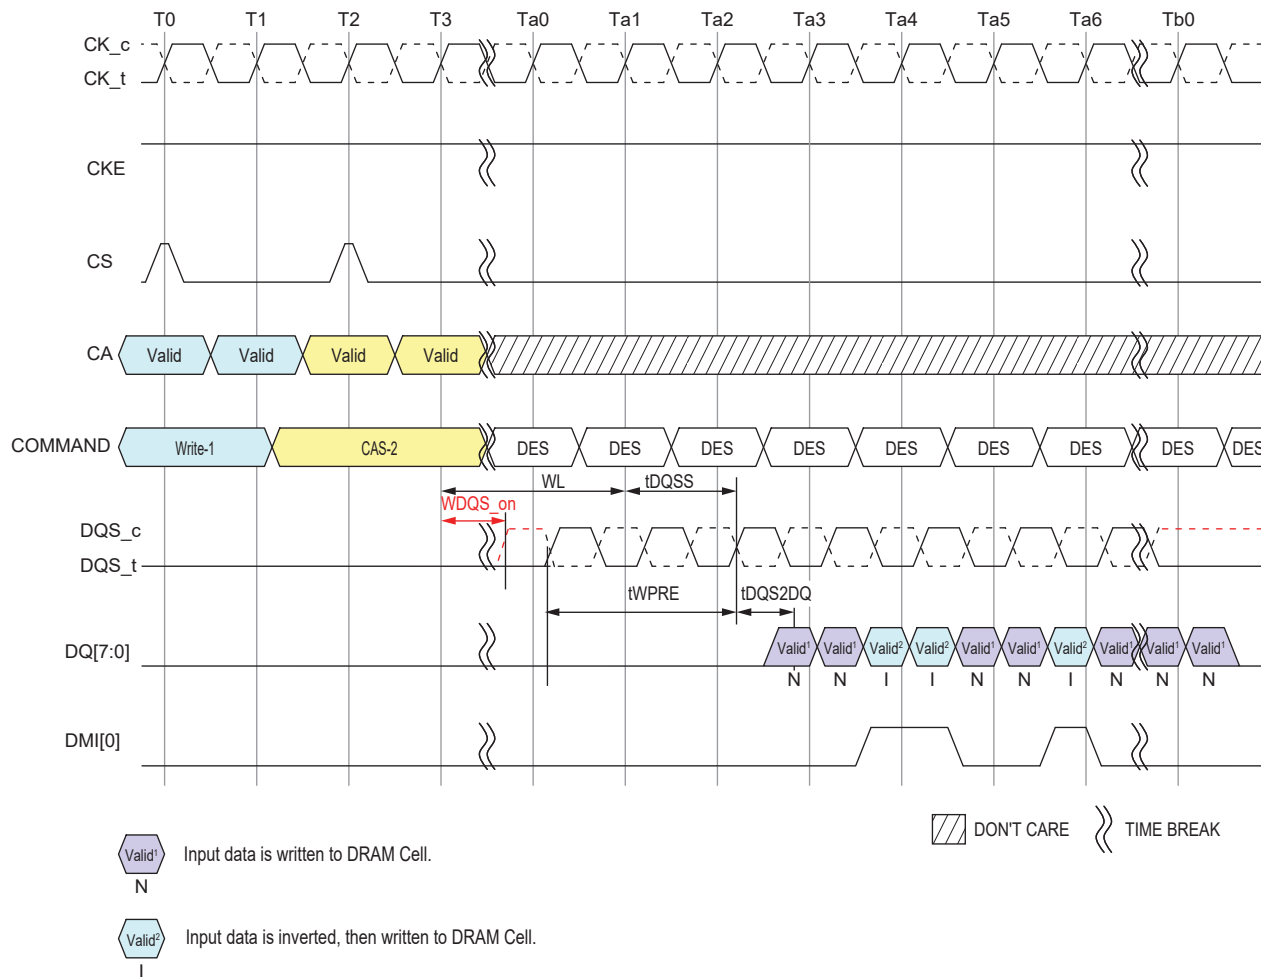 T0 T1 T2 T3 Ta0 Ta1 Ta2 Ta3 Ta4 Ta5 Ta6 Tb0
CK_c
CK_t
CKE
CS
CA Valid Valid Valid Valid
COMMAND Write-1 CAS-2 DES DES DES DES DES DES DES DES DES
WL tDQSS
WDQS_on
DQS_c
DQS_t
tWPRE tDQS2DQ
DQ[7:0] Valid¹ Valid¹ Valid² Valid² Valid¹ Valid¹ Valid² Valid¹ Valid¹ Valid¹
N N I I N N I N N N
DMI[0]
DON'T CARE TIME BREAK
Valid¹ Input data is written to DRAM Cell.
N
Valid² Input data is inverted, then written to DRAM Cell.
I